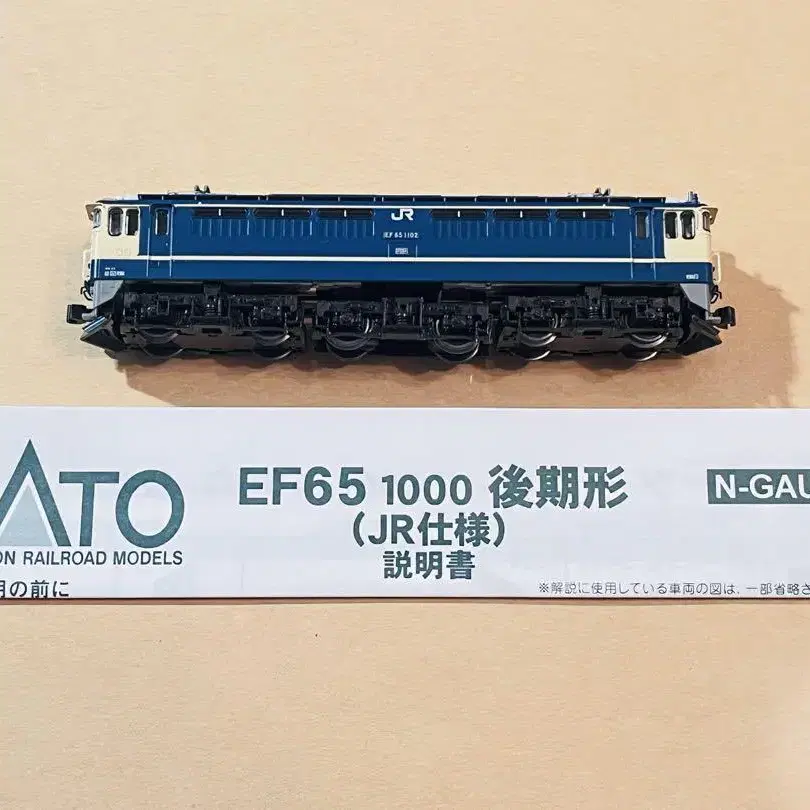 JR
EF65 1102
ATO
ON RAILROAD MODELS
EF65 1000 後期形
(JR仕様)
説明書
N-GAU
用の前に
※解説に使用している車両の図は、一部省略さ